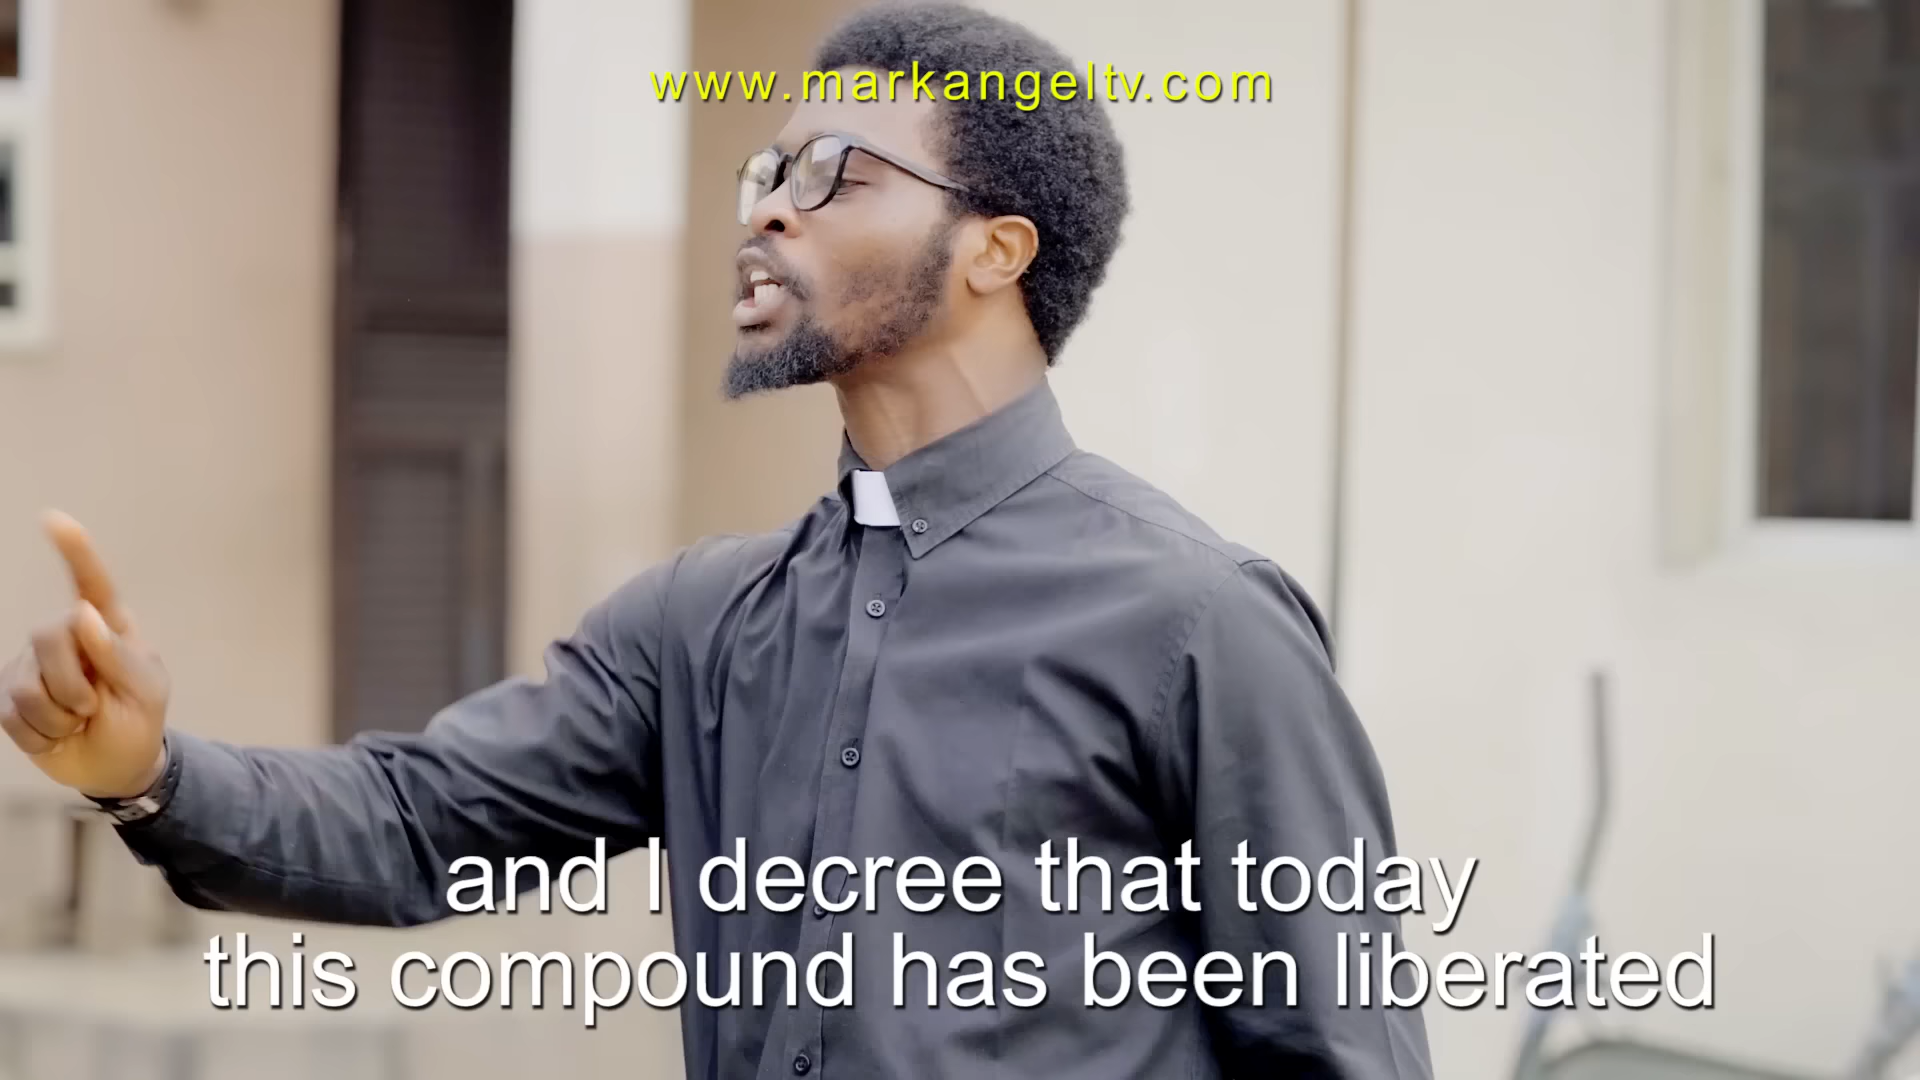 www.markangeltv.com
and I decree that today
this compound has been liberated